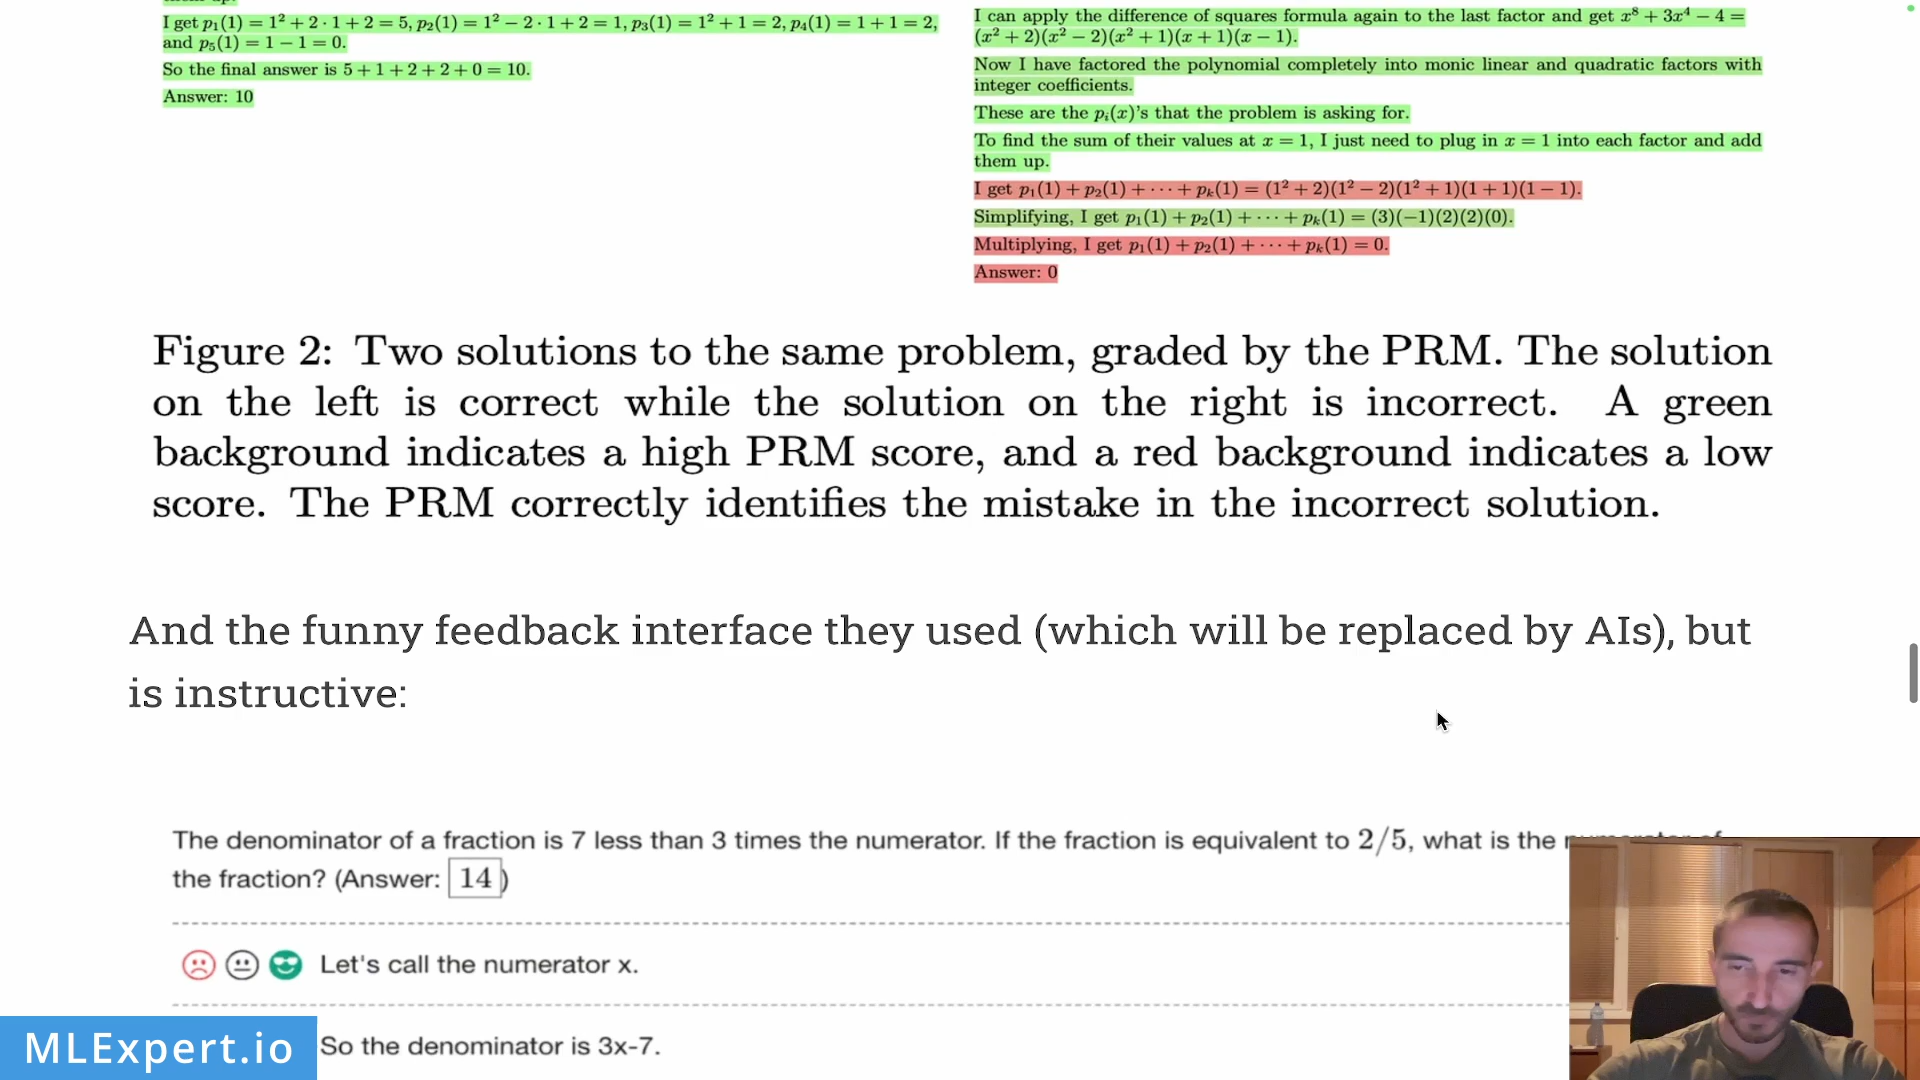 I get p₁(1) = 1² + 2 · 1 + 2 = 5, p₂(1) = 1² − 2 · 1 + 2 = 1, p₃(1) = 1² + 1 = 2, p₄(1) = 1 + 1 = 2,
and p₅(1) = 1 − 1 = 0.
So the final answer is 5 + 1 + 2 + 2 + 0 = 10.
Answer: 10
I can apply the difference of squares formula again to the last factor and get x⁸ + 3x⁴ − 4 =
(x² + 2)(x² − 2)(x² + 1)(x + 1)(x − 1).
Now I have factored the polynomial completely into monic linear and quadratic factors with
integer coefficients.
These are the pᵢ(x)'s that the problem is asking for.
To find the sum of their values at x = 1, I just need to plug in x = 1 into each factor and add
them up.
I get p₁(1) + p₂(1) + · · · + pₖ(1) = (1² + 2)(1² − 2)(1² + 1)(1 + 1)(1 − 1).
Simplifying, I get p₁(1) + p₂(1) + · · · + pₖ(1) = (3)(−1)(2)(2)(0).
Multiplying, I get p₁(1) + p₂(1) + · · · + pₖ(1) = 0.
Answer: 0
Figure 2: Two solutions to the same problem, graded by the PRM. The solution
on the left is correct while the solution on the right is incorrect. A green
background indicates a high PRM score, and a red background indicates a low
score. The PRM correctly identifies the mistake in the incorrect solution.
And the funny feedback interface they used (which will be replaced by AIs), but
is instructive:
The denominator of a fraction is 7 less than 3 times the numerator. If the fraction is equivalent to 2/5, what is the
the fraction? (Answer: 14 )
Let's call the numerator x.
So the denominator is 3x-7.
MLExpert.io